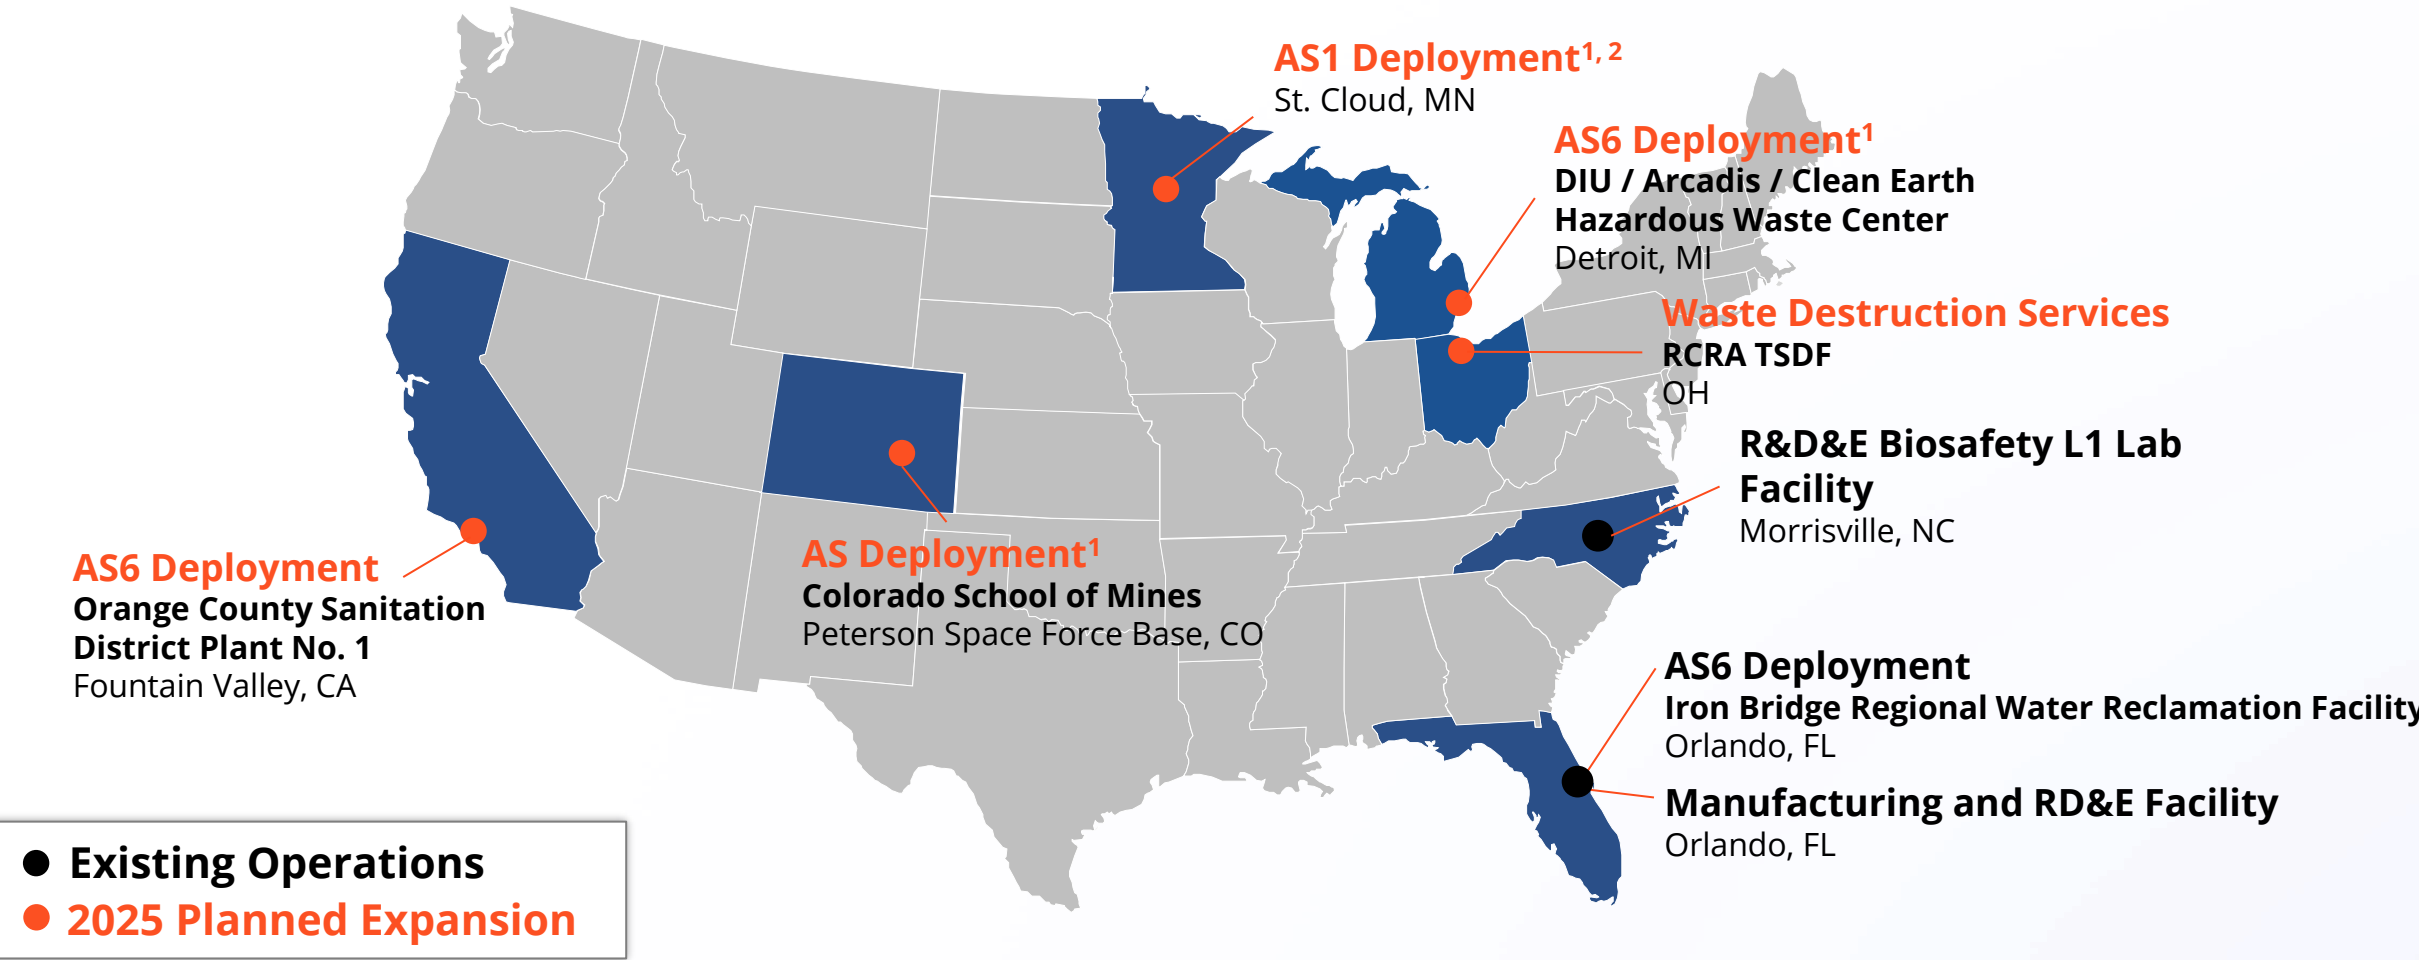 AS1 Deployment1, 2
St. Cloud, MN
AS6 Deployment1
DIU / Arcadis / Clean Earth
Hazardous Waste Center
Detroit, MI
Waste Destruction Services
RCRA TSDF
OH
R&D&E Biosafety L1 Lab
Facility
Morrisville, NC
AS6 Deployment
Orange County Sanitation
District Plant No. 1
Fountain Valley, CA
AS Deployment1
Colorado School of Mines
Peterson Space Force Base, CO
AS6 Deployment
Iron Bridge Regional Water Reclamation Facility
Orlando, FL
Manufacturing and RD&E Facility
Orlando, FL
Existing Operations
2025 Planned Expansion